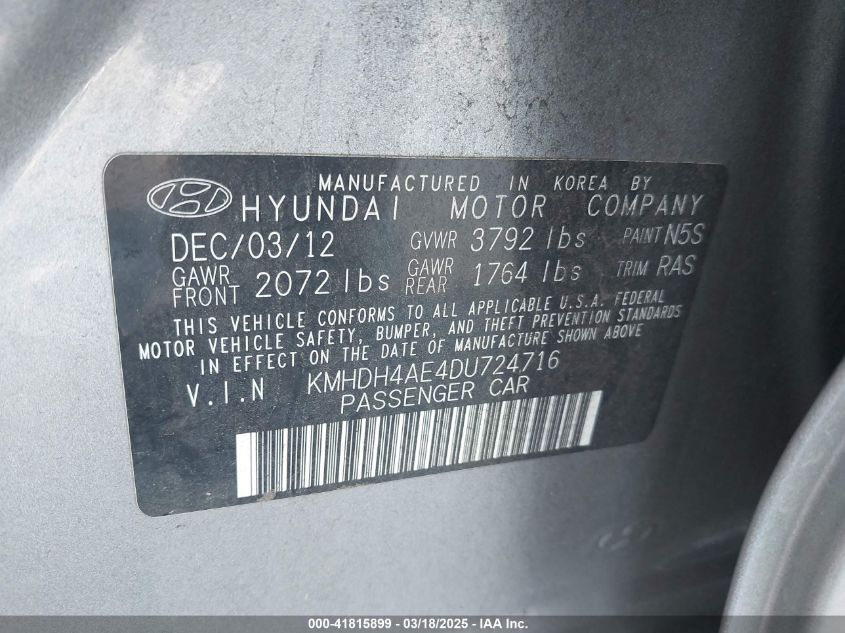 MANUFACTURED IN KOREA BY
HYUNDAI MOTOR COMPANY
DEC/03/12 GVWR 3792 lbs PAINT N5S
GAWR FRONT 2072 lbs GAWR REAR 1764 lbs TRIM RAS
THIS VEHICLE CONFORMS TO ALL APPLICABLE U.S.A. FEDERAL
MOTOR VEHICLE SAFETY, BUMPER, AND THEFT PREVENTION STANDARDS
IN EFFECT ON THE DATE OF MANUFACTURE SHOWN ABOVE
V.I.N KMHDH4AE4DU724716
PASSENGER CAR
000-41815899 - 03/18/2025 - IAA Inc.